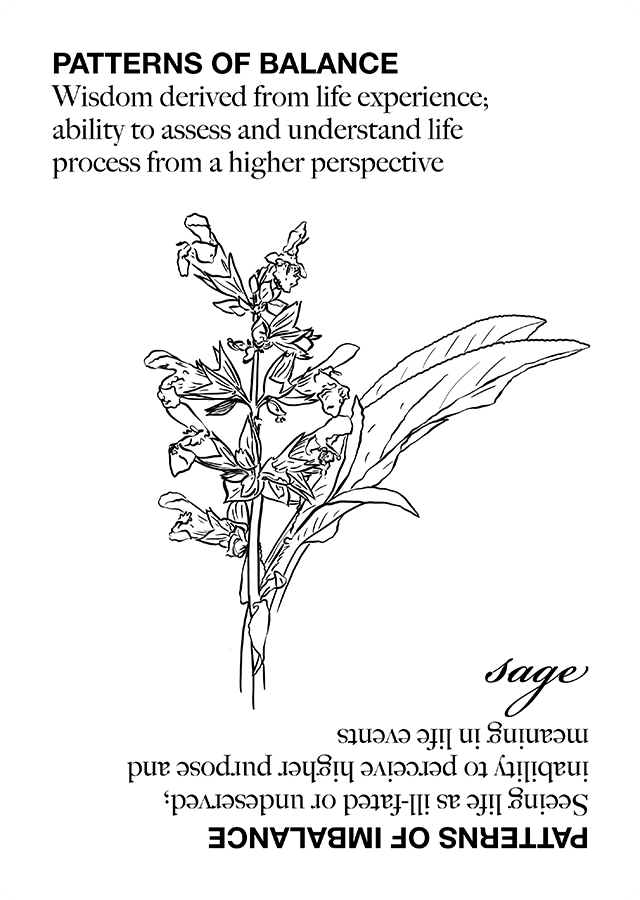 PATTERNS OF BALANCE
Wisdom derived from life experience;
ability to assess and understand life
process from a higher perspective
sage
PATTERNS OF IMBALANCE
Seeing life as ill-fated or undeserved;
inability to perceive higher purpose and
meaning in life events